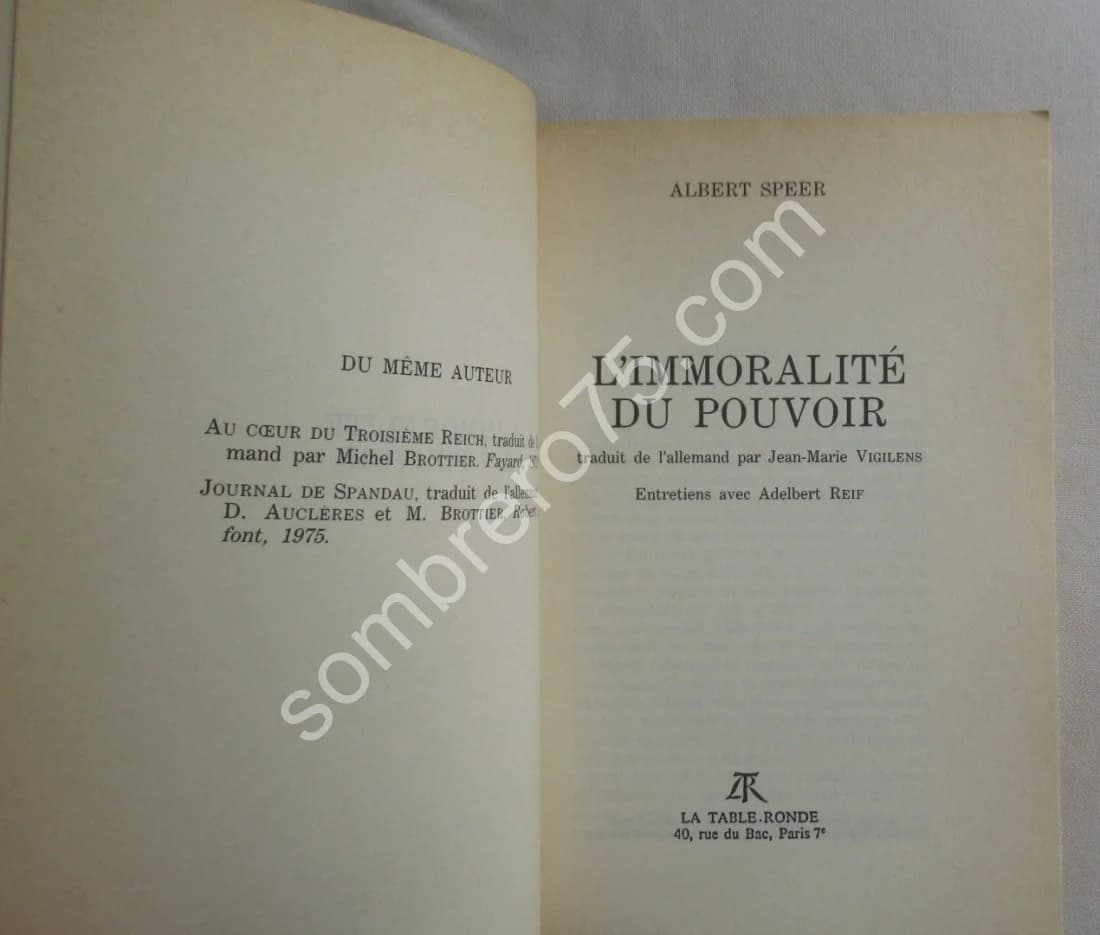 DU MÊME AUTEUR
AU CŒUR DU TROISIÈME REICH, traduit de
mand par Michel BROTTIER. Fayard,
JOURNAL DE SPANDAU, traduit de
D. AUCLÈRES et M. BROTTIER,
font, 1975.
ALBERT SPEER
L'IMMORALITÉ
DU POUVOIR
traduit de l'allemand par Jean-Marie VIGILENS
Entretiens avec Adelbert REIF
LTR
LA TABLE-RONDE
40, rue du Bac, Paris 7e
sombrero75.com